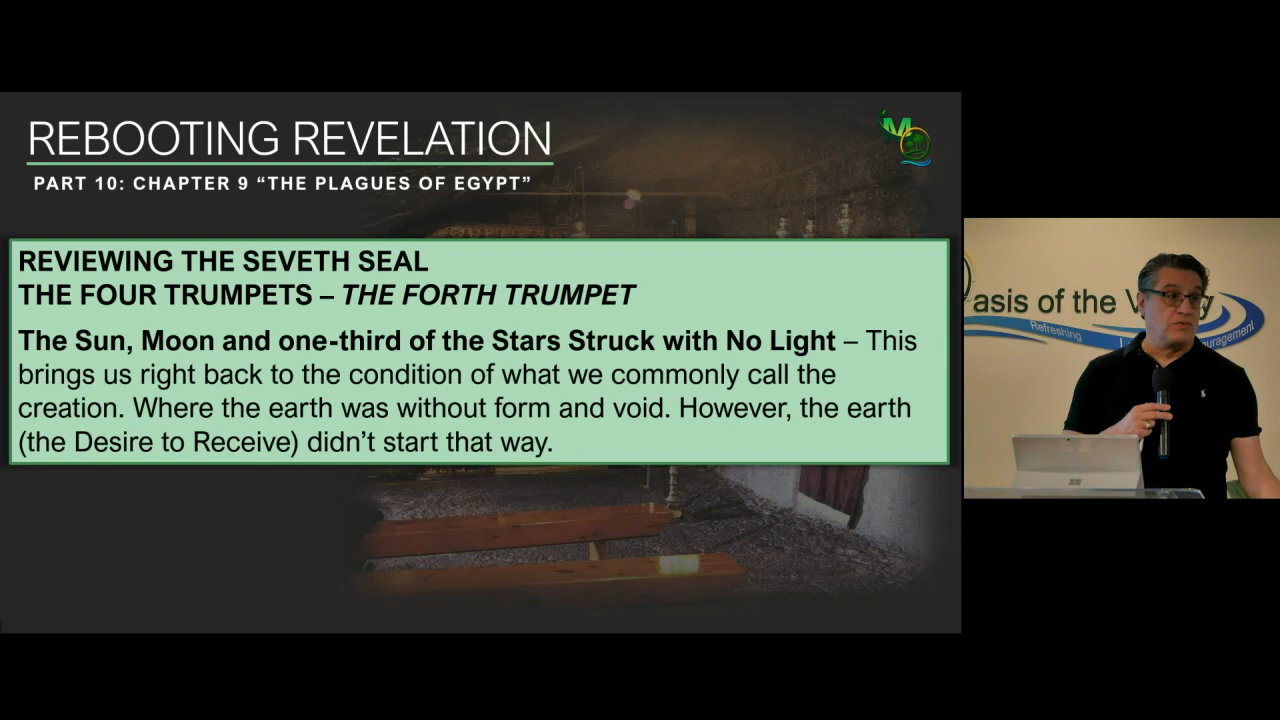 REBOOTING REVELATION
PART 10: CHAPTER 9 “THE PLAGUES OF EGYPT”
REVIEWING THE SEVETH SEAL
THE FOUR TRUMPETS – THE FORTH TRUMPET
The Sun, Moon and one-third of the Stars Struck with No Light – This
brings us right back to the condition of what we commonly call the
creation. Where the earth was without form and void. However, the earth
(the Desire to Receive) didn’t start that way.
asis of the V
Refreshing